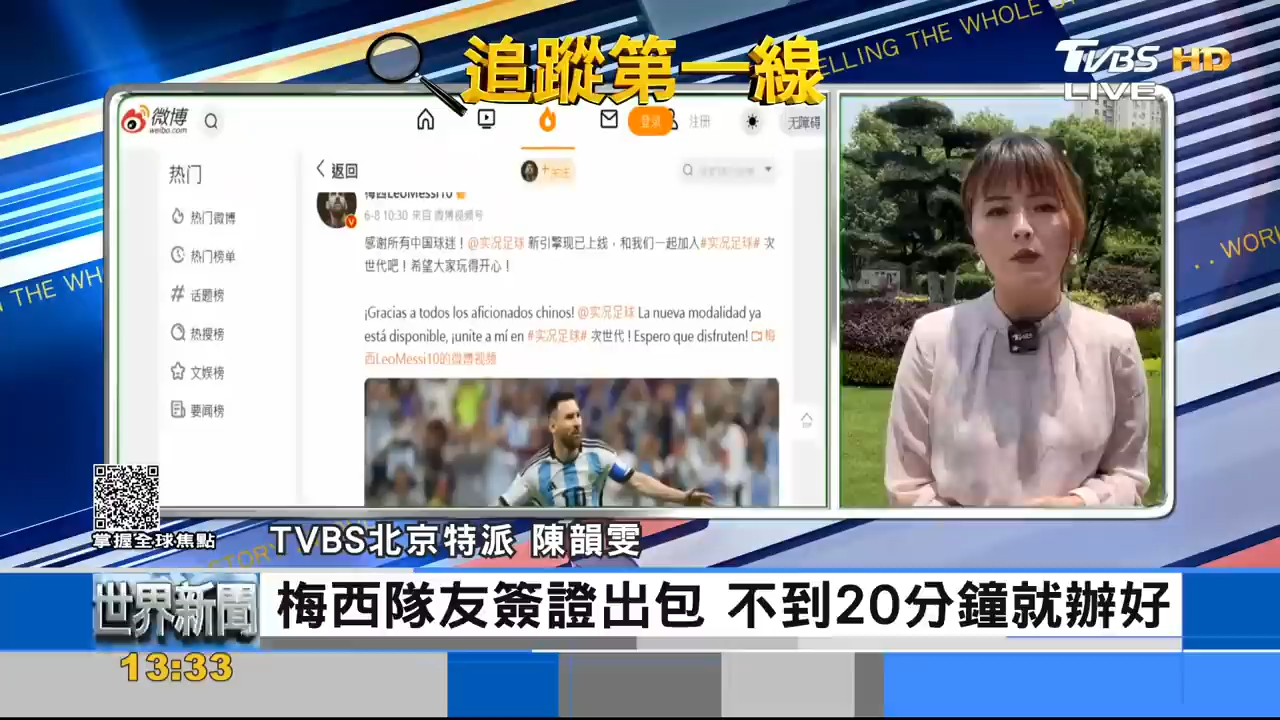 追蹤第一線
ELLING THE WHOLE
TVBS HD
LIVE
微博
weibo.com
登录
注册
无障碍
热门
返回
热门微博
热门榜单
话题榜
热搜榜
文娱榜
要闻榜
梅西LeoMessi10
6-8 10:30 来自 微博视频号
感谢所有中国球迷！@实况足球 新引擎现已上线，和我们一起加入#实况足球# 次
世代吧！希望大家玩得开心！
¡Gracias a todos los aficionados chinos! @实况足球 La nueva modalidad ya
está disponible, ¡unite a mí en #实况足球# 次世代 ! Espero que disfruten! 梅
西LeoMessi10的微博视频
10
N THE WH
STORY
.. WOR
掌握全球焦點
TVBS北京特派 陳韻雯
世界新聞
梅西隊友簽證出包 不到20分鐘就辦好
13:33